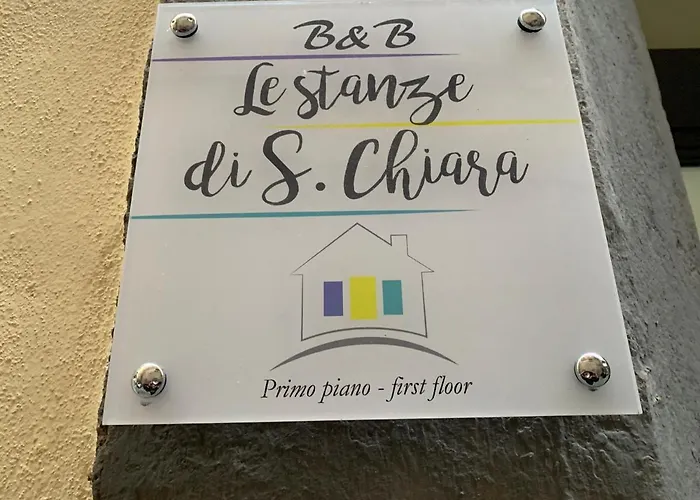 B&B
Le stanze
di S. Chiara
Primo piano - first floor